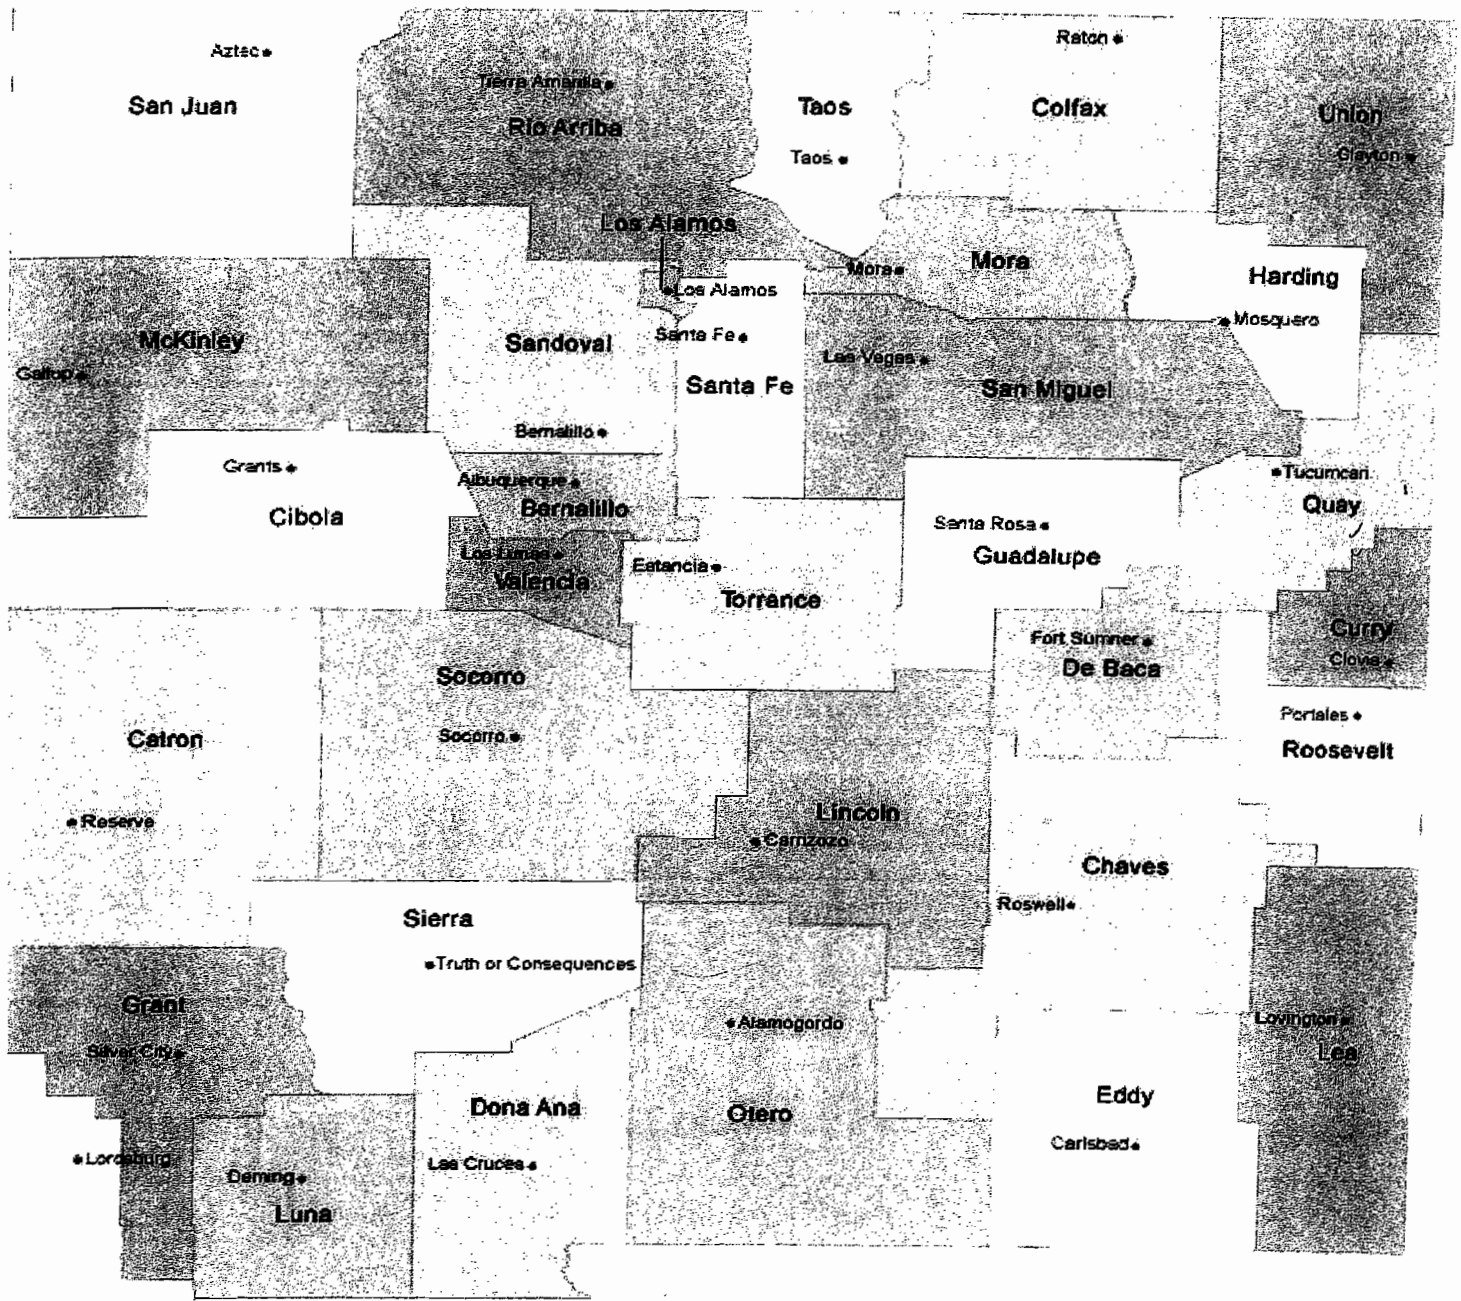 Aztec
San Juan
Tierra Amarilla
Rio Arriba
Taos
Taos
Raton
Colfax
Union
Clayton
Los Alamos
Los Alamos
Mora
Mora
Harding
Mosquero
McKinley
Gallup
Sandoval
Bernalillo
Santa Fe
Santa Fe
Las Vegas
San Miguel
Grants
Cibola
Albuquerque
Bernalillo
Los Lunas
Valencia
Estancia
Torrance
Santa Rosa
Guadalupe
Tucumcari
Quay
Curry
Clovis
Fort Sumner
De Baca
Portales
Roosevelt
Socorro
Socorro
Catron
Reserve
Lincoln
Carrizozo
Chaves
Roswell
Sierra
Truth or Consequences
Grant
Silver City
Alamogordo
Otero
Lovington
Lea
Eddy
Carlsbad
Dona Ana
Las Cruces
Lordsburg
Deming
Luna